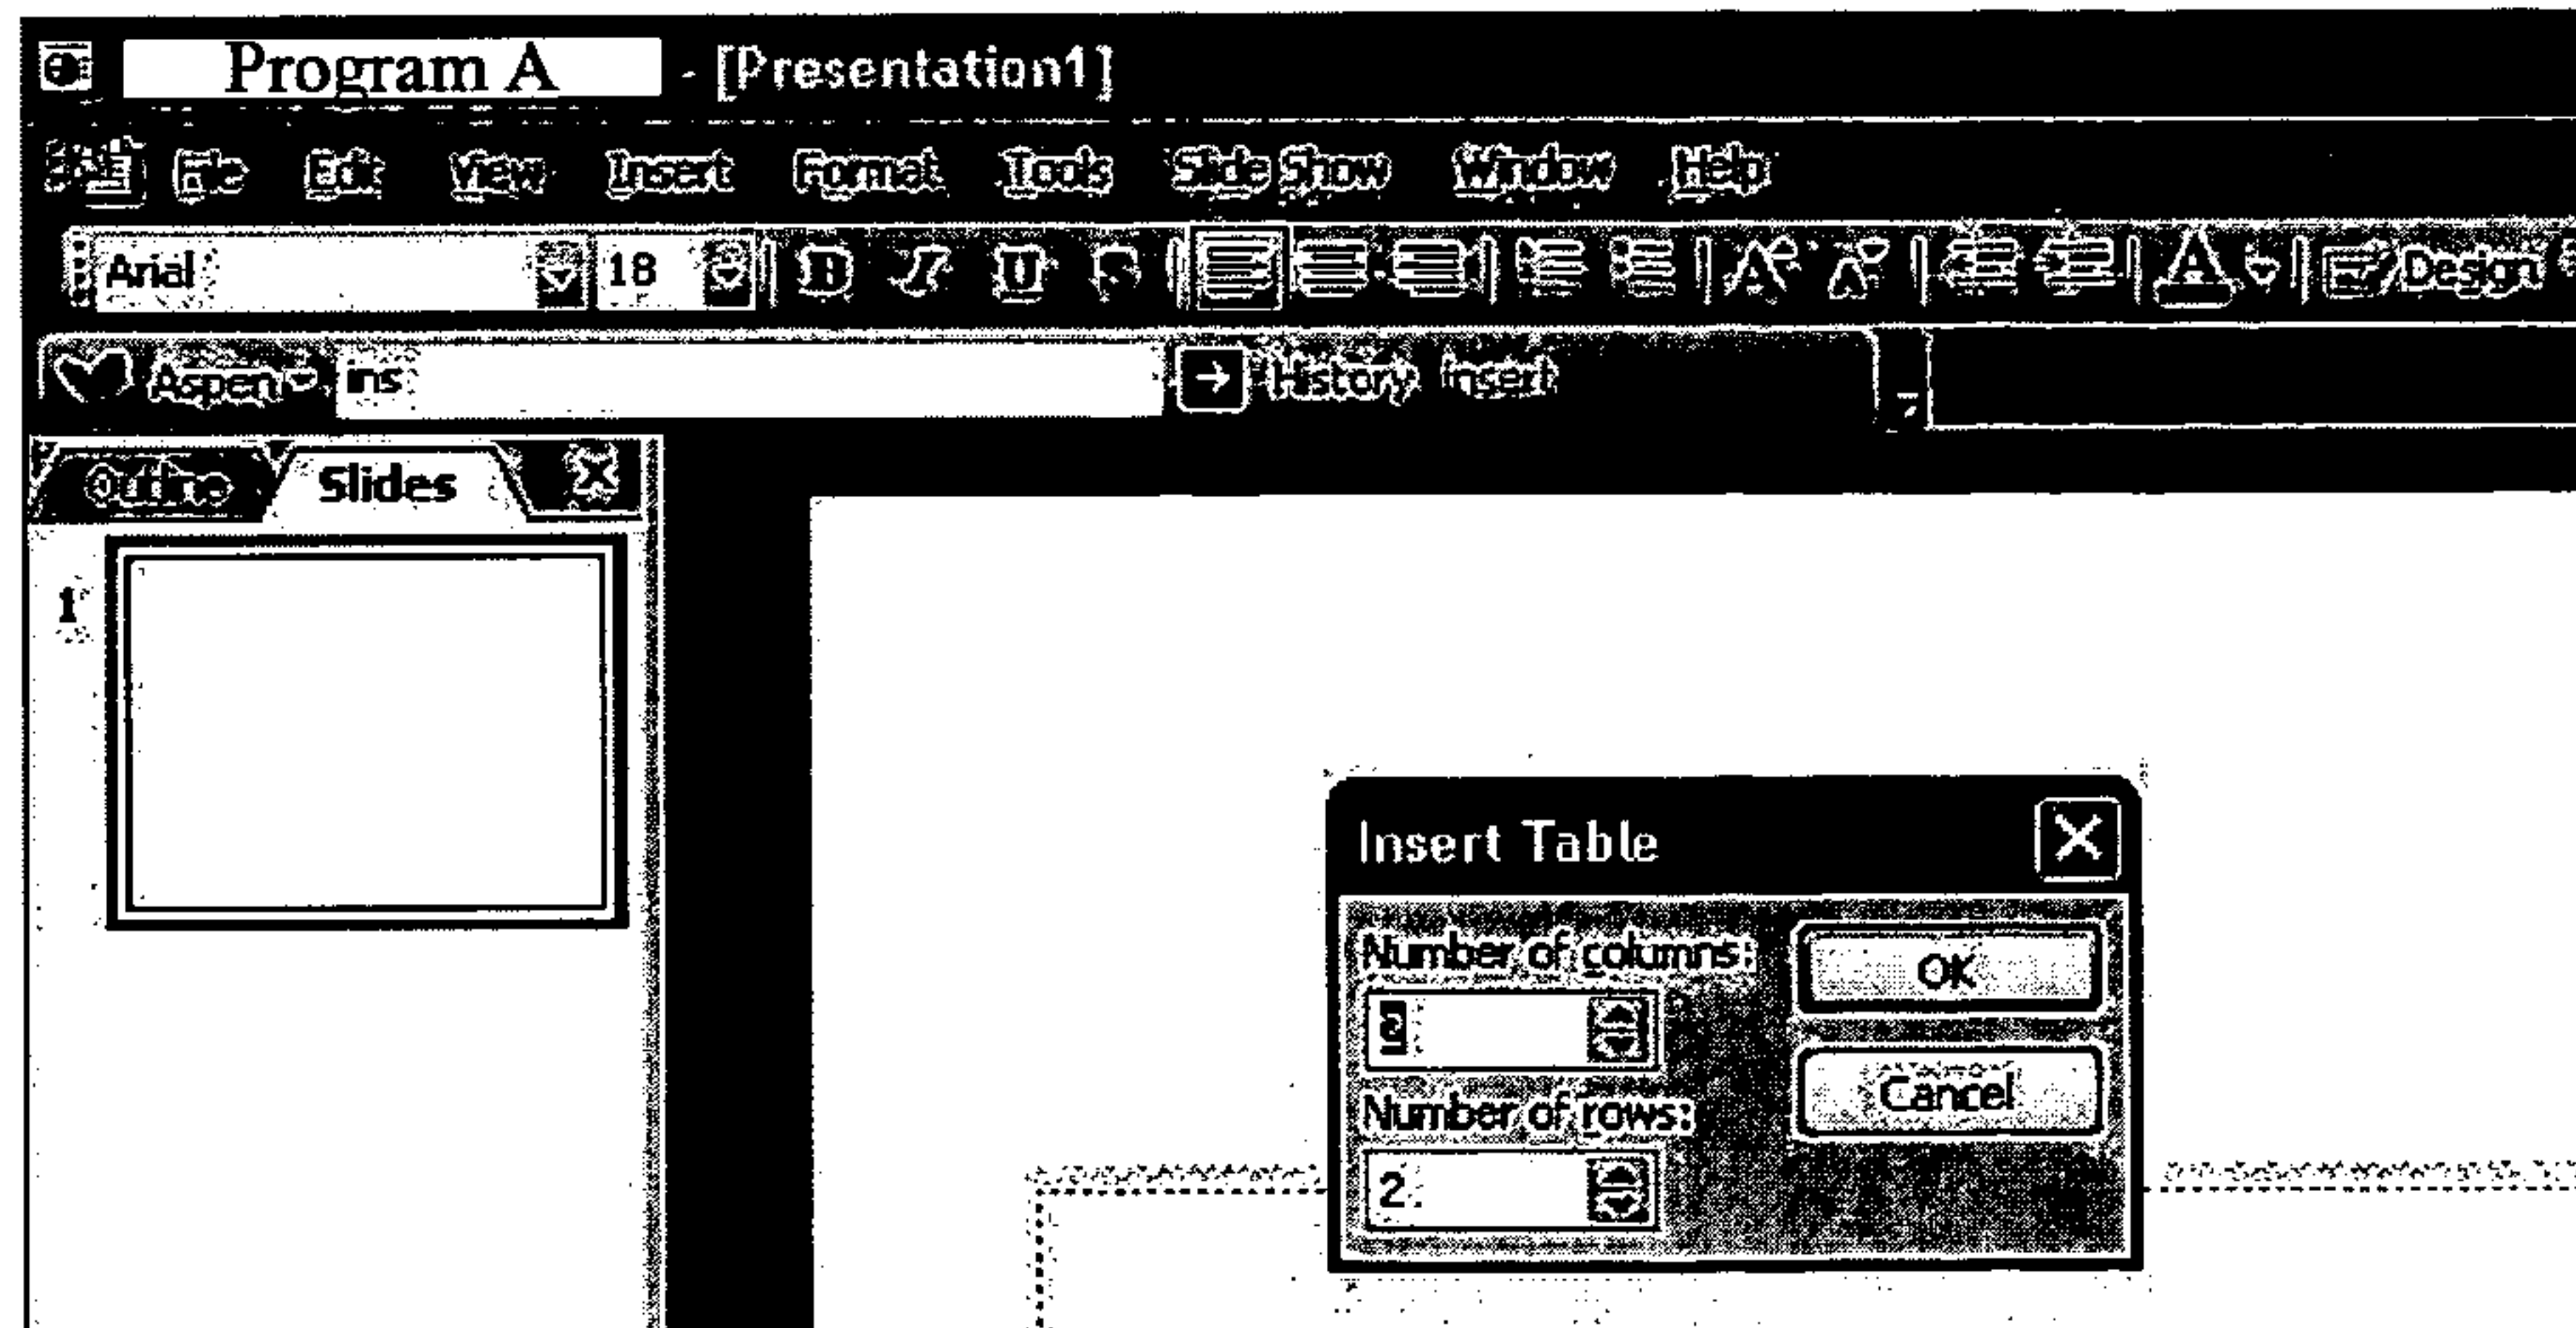 Program A - [Presentation1]
File Edit View Insert Format Tools Slide Show Window Help
Arial 18 B I U S A A A Design
Aspen ins History Insert
Outline Slides
1
Insert Table
Number of columns: OK
2
Cancel
Number of rows:
2